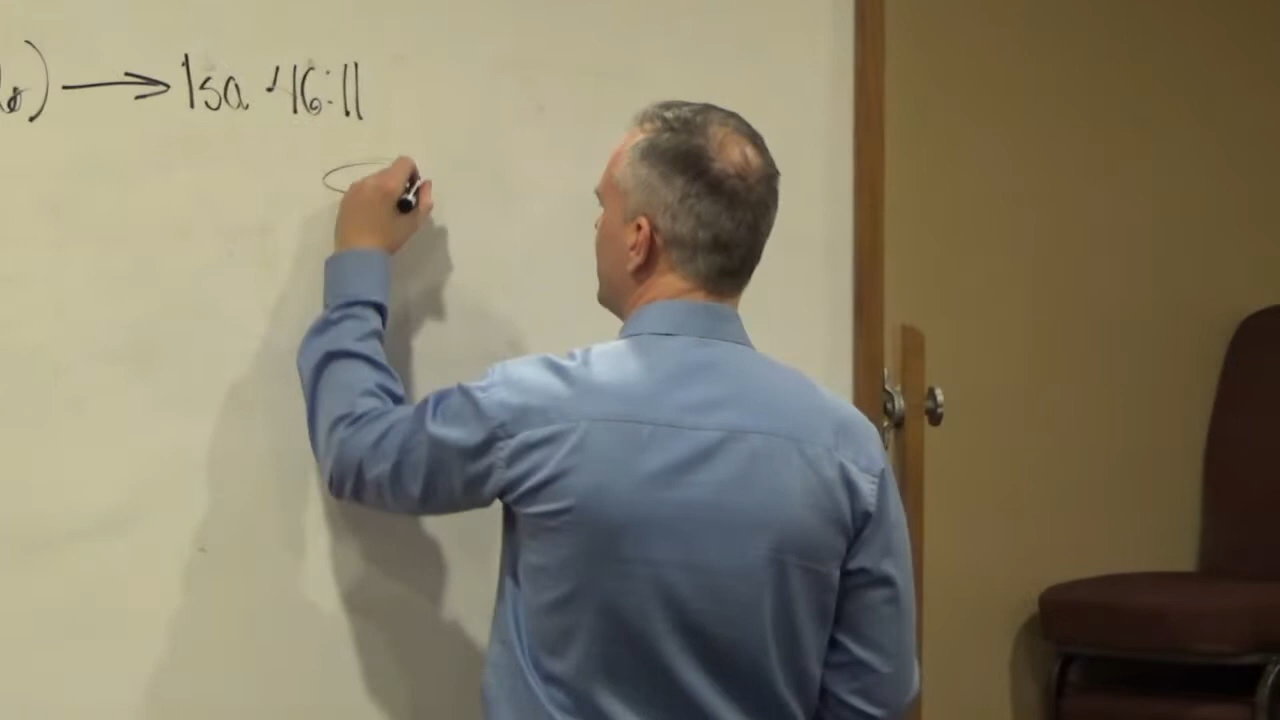 ) → Isa 46:11